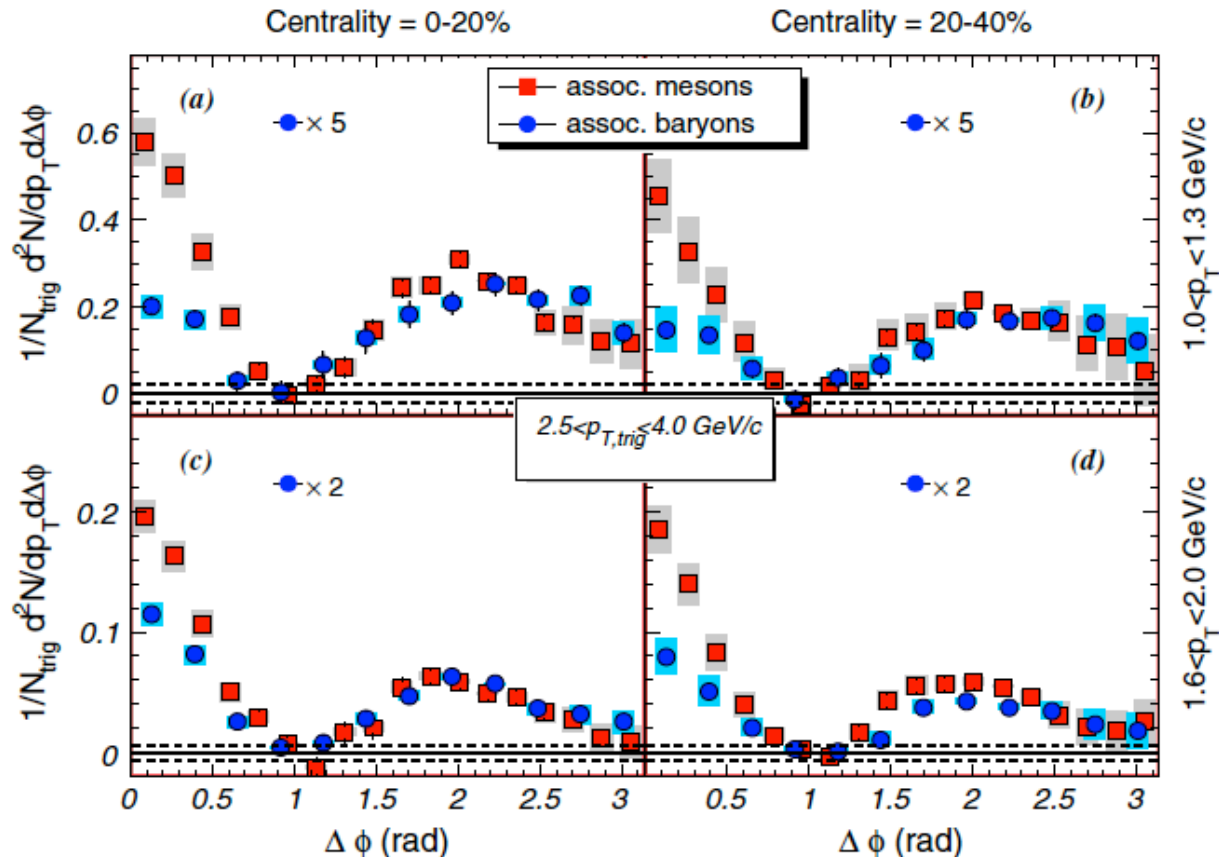 Centrality = 0-20%
Centrality = 20-40%
(a)
× 5
assoc. mesons
assoc. baryons
× 5
(b)
1/N_trig d²N/dp_T dΔϕ
0.6
0.4
0.2
0
1.0<p_T<1.3 GeV/c
2.5<p_T,trig<4.0 GeV/c
(c)
× 2
× 2
(d)
1/N_trig d²N/dp_T dΔϕ
0.2
0.1
0
1.6<p_T<2.0 GeV/c
0 0.5 1 1.5 2 2.5 3 0.5 1 1.5 2 2.5 3
Δ ϕ (rad)
Δ ϕ (rad)